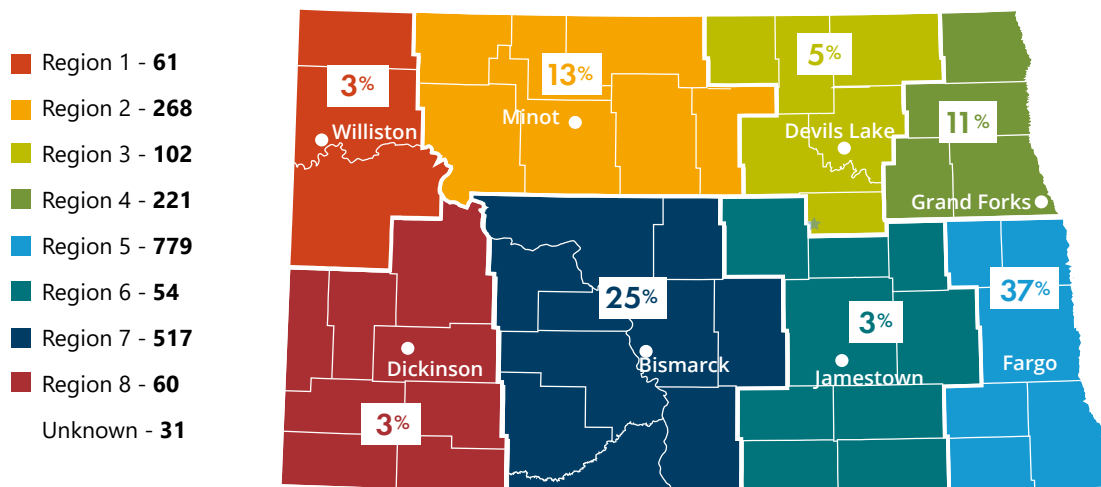 Region 1 - 61
Region 2 - 268
Region 3 - 102
Region 4 - 221
Region 5 - 779
Region 6 - 54
Region 7 - 517
Region 8 - 60
Unknown - 31
3%
Williston
13%
Minot
5%
Devils Lake
11%
Grand Forks
Dickinson
3%
25%
Bismarck
3%
Jamestown
37%
Fargo